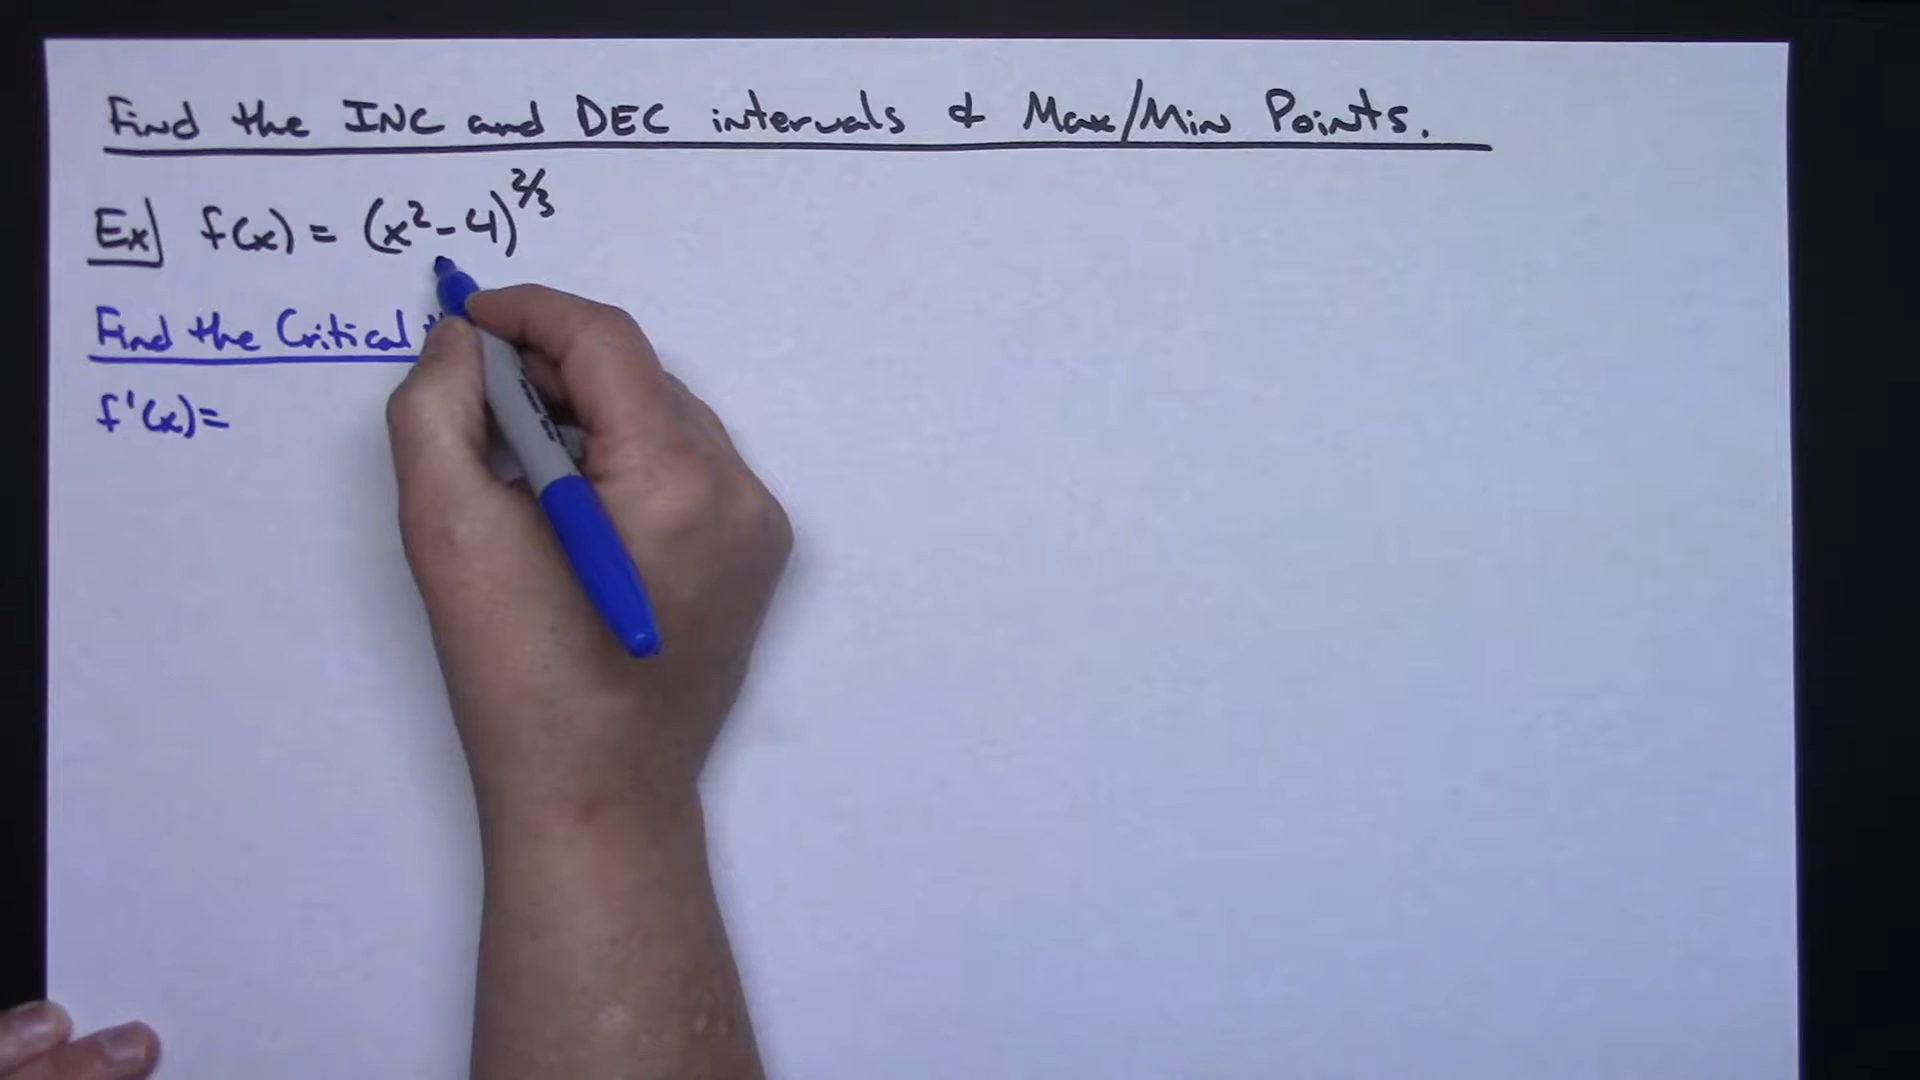 Find the INC and DEC intervals & Max/Min Points.
Ex) f(x) = (x²-4)^2/3
Find the Critical
f'(x)=